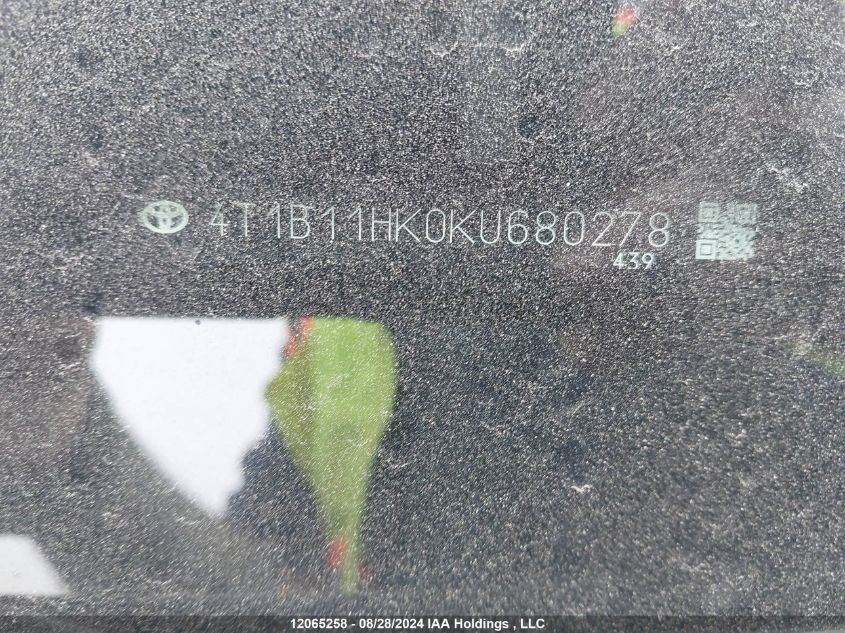 4T1B11HK0KU680278
439
12065258 - 08/28/2024 IAA Holdings , LLC